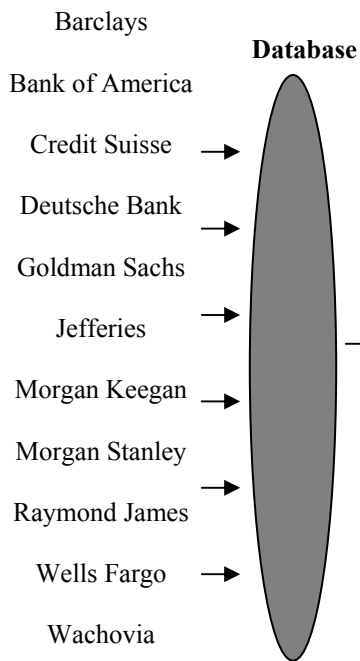 Barclays
Database
Bank of America
Credit Suisse
Deutsche Bank
Goldman Sachs
Jefferies
Morgan Keegan
Morgan Stanley
Raymond James
Wells Fargo
Wachovia